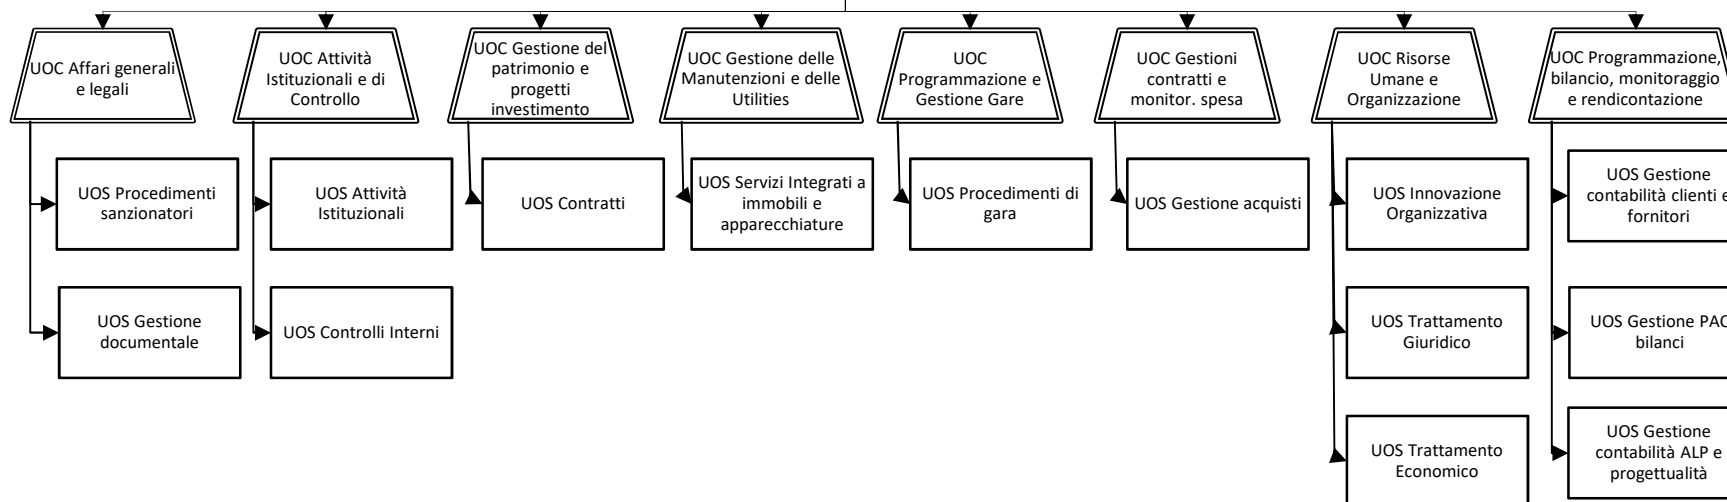 UOC Affari generali
e legali
UOC Attività
Istituzionali e di
Controllo
UOC Gestione del
patrimonio e
progetti
investimento
UOC Gestione delle
Manutenzioni e delle
Utilities
UOC
Programmazione e
Gestione Gare
UOC Gestioni
contratti e
monitor. spesa
UOC Risorse
Umane e
Organizzazione
UOC Programmazione,
bilancio, monitoraggio
e rendicontazione
UOS Procedimenti
sanzionatori
UOS Attività
Istituzionali
UOS Contratti
UOS Servizi Integrati a
immobili e
apparecchiature
UOS Procedimenti di
gara
UOS Gestione acquisti
UOS Innovazione
Organizzativa
UOS Gestione
contabilità clienti e
fornitori
UOS Gestione
documentale
UOS Controlli Interni
UOS Trattamento
Giuridico
UOS Gestione PAC
bilanci
UOS Trattamento
Economico
UOS Gestione
contabilità ALP e
progettualità